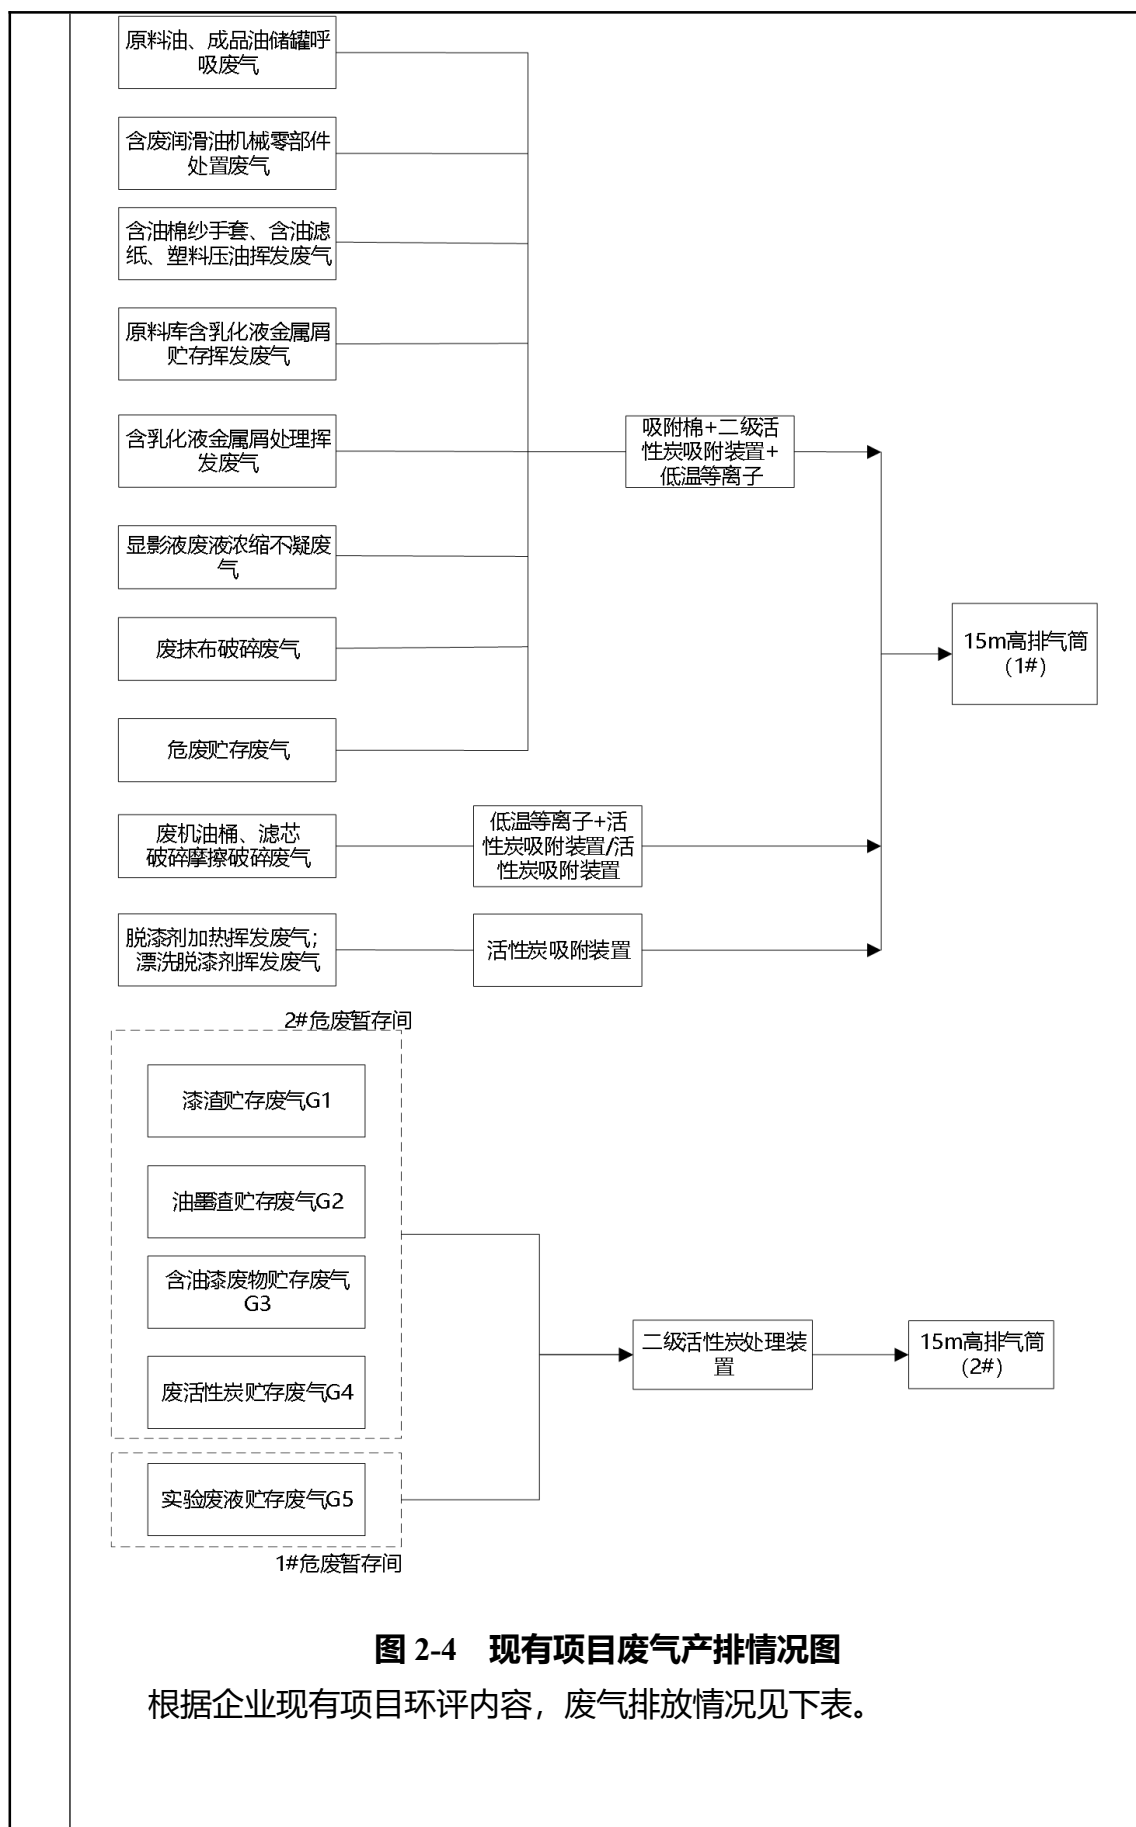 原料油、成品油储罐呼
吸废气
含废润滑油机械零部件
处置废气
含油棉纱手套、含油滤
纸、塑料压油挥发废气
原料库含乳化液金属屑
贮存挥发废气
含乳化液金属屑处理挥
发废气
吸附棉+二级活
性炭吸附装置+
低温等离子
显影液废液浓缩不凝废
气
废抹布破碎废气
15m高排气筒
（1#）
危废贮存废气
废机油桶、滤芯
破碎摩擦破碎废气
低温等离子+活
性炭吸附装置/活
性炭吸附装置
脱漆剂加热挥发废气；
漂洗脱漆剂挥发废气
活性炭吸附装置
2#危废暂存间
漆渣贮存废气G1
油墨渣贮存废气G2
含油漆废物贮存废气
G3
废活性炭贮存废气G4
二级活性炭处理装
置
15m高排气筒
（2#）
实验废液贮存废气G5
1#危废暂存间
图 2-4 现有项目废气产排情况图
根据企业现有项目环评内容，废气排放情况见下表。